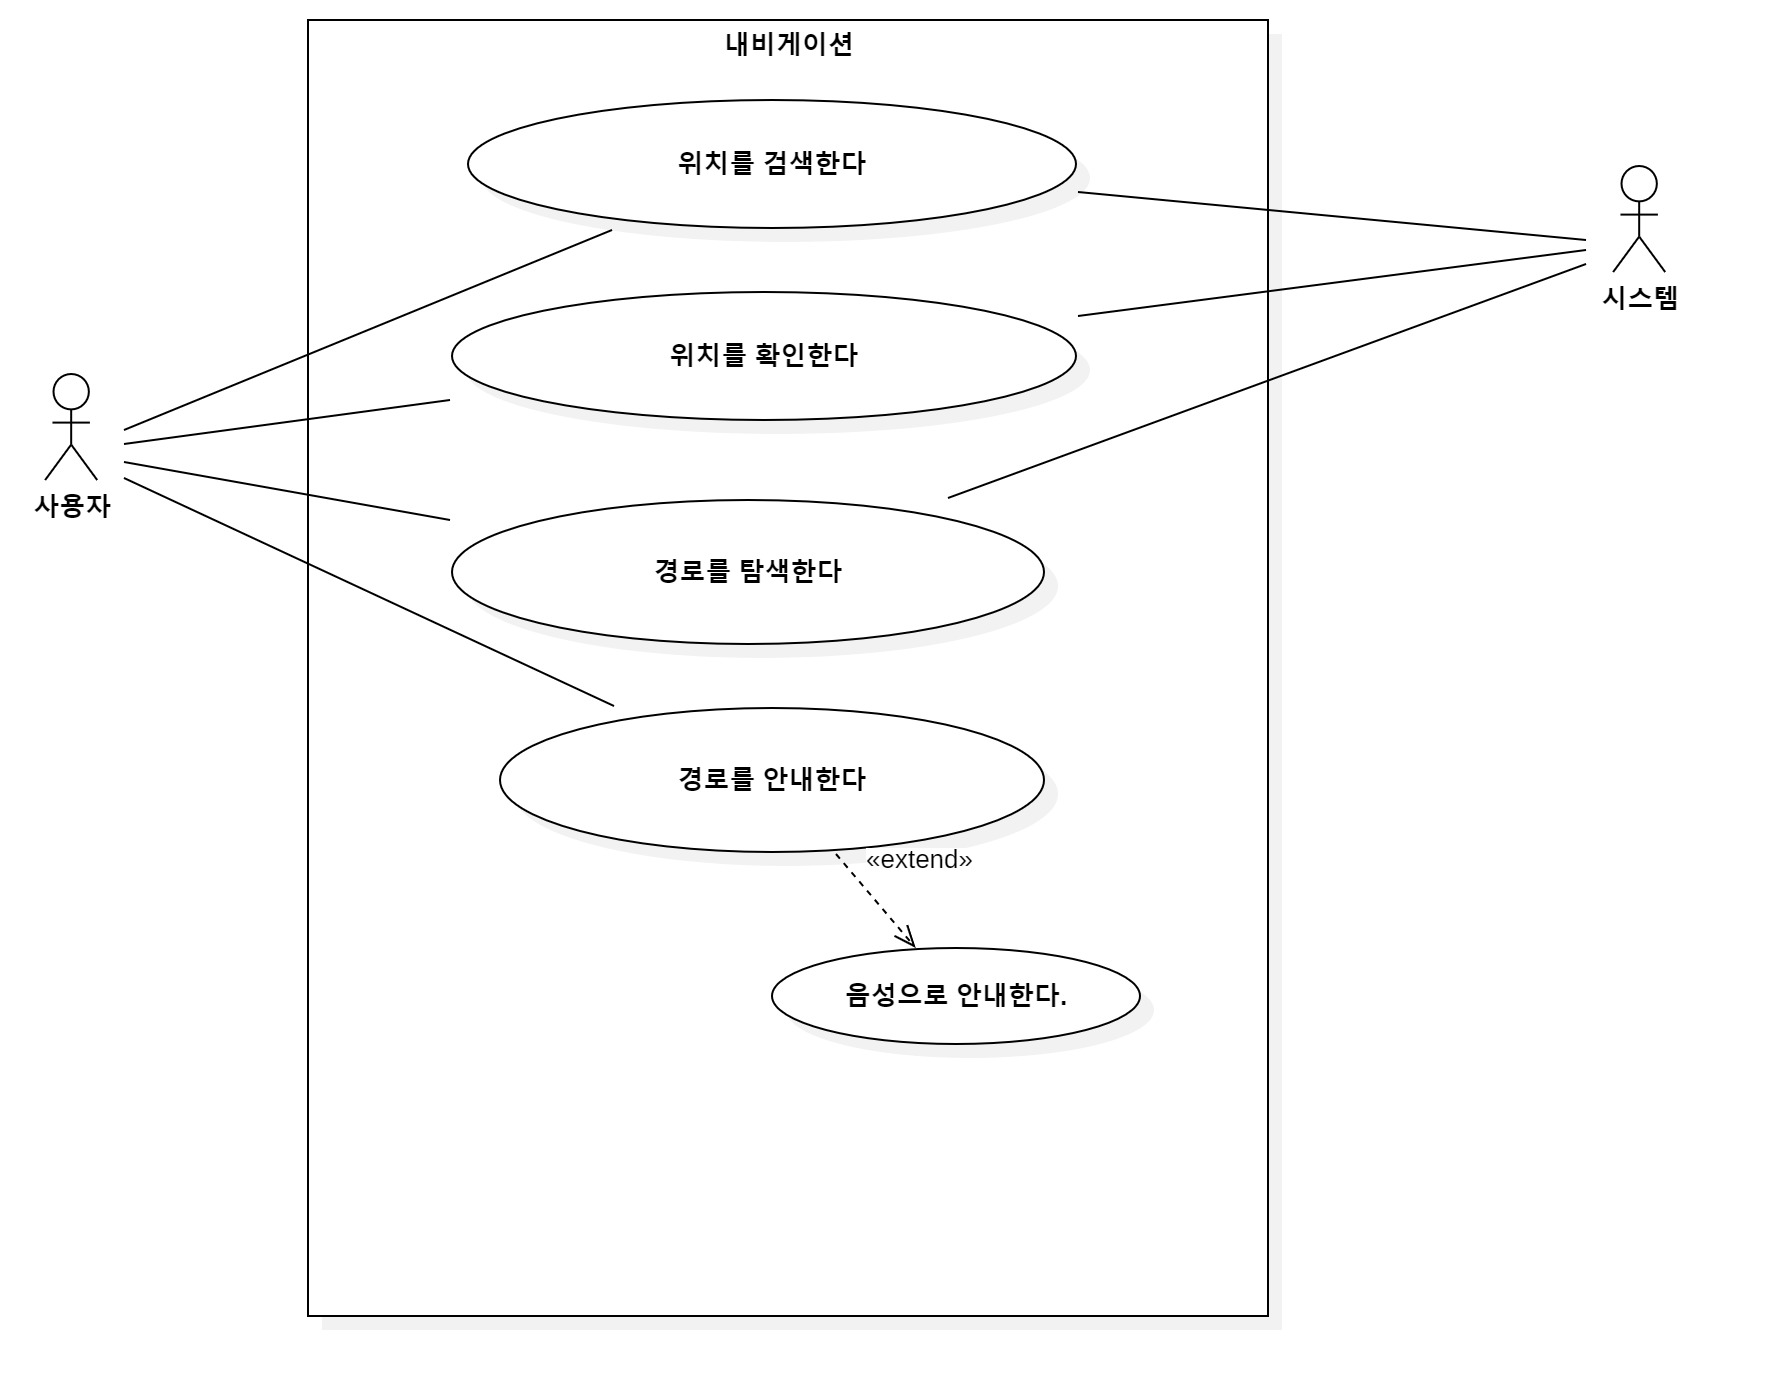 내비게이션
위치를 검색한다
시스템
위치를 확인한다
사용자
경로를 탐색한다
경로를 안내한다
«extend»
음성으로 안내한다.